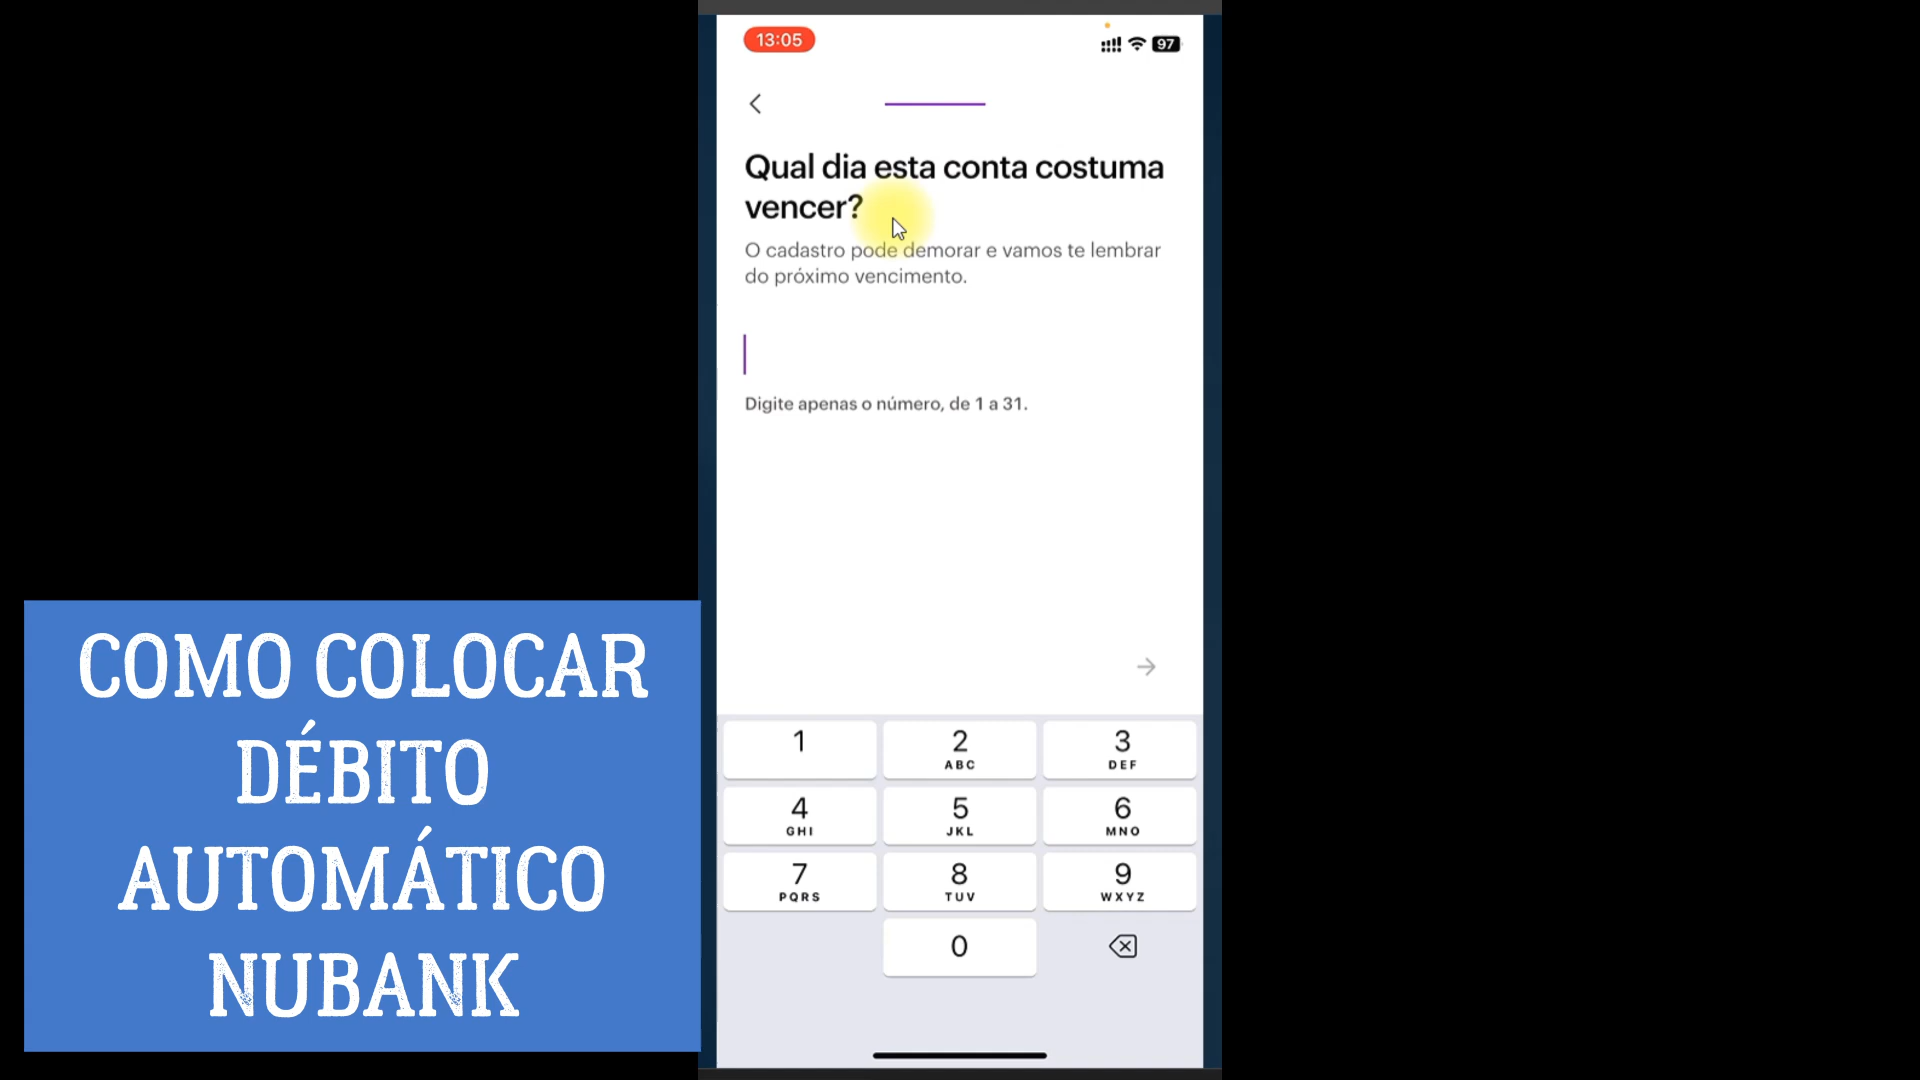 13:05
97
Qual dia esta conta costuma
vencer?
O cadastro pode demorar e vamos te lembrar
do próximo vencimento.
Digite apenas o número, de 1 a 31.
1
2
ABC
3
DEF
4
GHI
5
JKL
6
MNO
7
PQRS
8
TUV
9
WXYZ
0
COMO COLOCAR
DÉBITO
AUTOMÁTICO
NUBANK